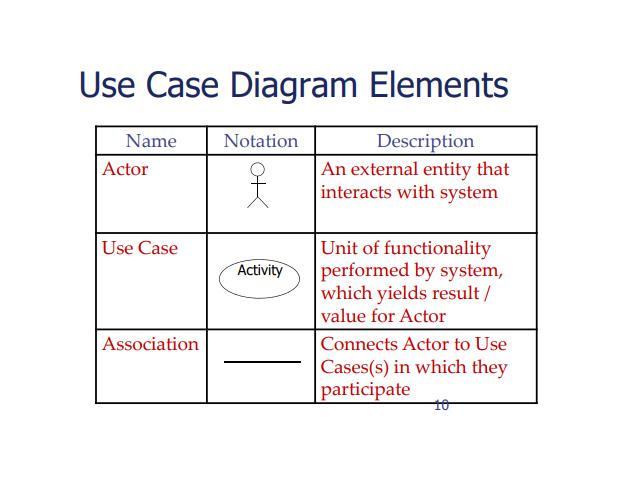 Use Case Diagram Elements
Name Notation Description
Actor
An external entity that
interacts with system
Use Case
Activity
Unit of functionality
performed by system,
which yields result /
value for Actor
Association
Connects Actor to Use
Cases(s) in which they
participate
10